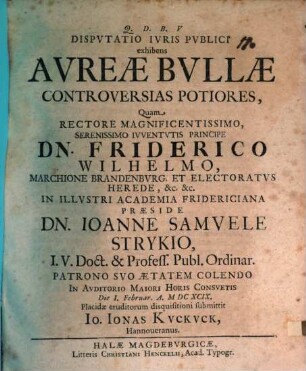 Q. D. B. V
DISPVTATIO IVRIS PVBLICI
exhibens
AVREÆ BVLLÆ
CONTROVERSIAS POTIORES,
Quam
RECTORE MAGNIFICENTISSIMO,
SERENISSIMO IVVENTVTIS PRINCIPE
DN. FRIDERICO
WILHELMO,
MARCHIONE BRANDENBVRG. ET ELECTORATVS
HEREDE, &c. &c.
IN ILLVSTRI ACADEMIA FRIDERICIANA
PRÆSIDE
DN. IOANNE SAMVELE
STRYKIO,
I. V. Doct. & Profess. Publ. Ordinar.
PATRONO SVO ÆTATEM COLENDO
IN AVDITORIO MAIORI HORIS CONSVETIS
Die I. Februar. A. M DC XCIX.
Placidæ eruditorum disquisitioni submittit
IO. IONAS KVCKVCK,
Hannoveranus.
HALÆ MAGDEBVRGICÆ,
Litteris CHRISTIANI HENCKELII, Acad. Typogr.